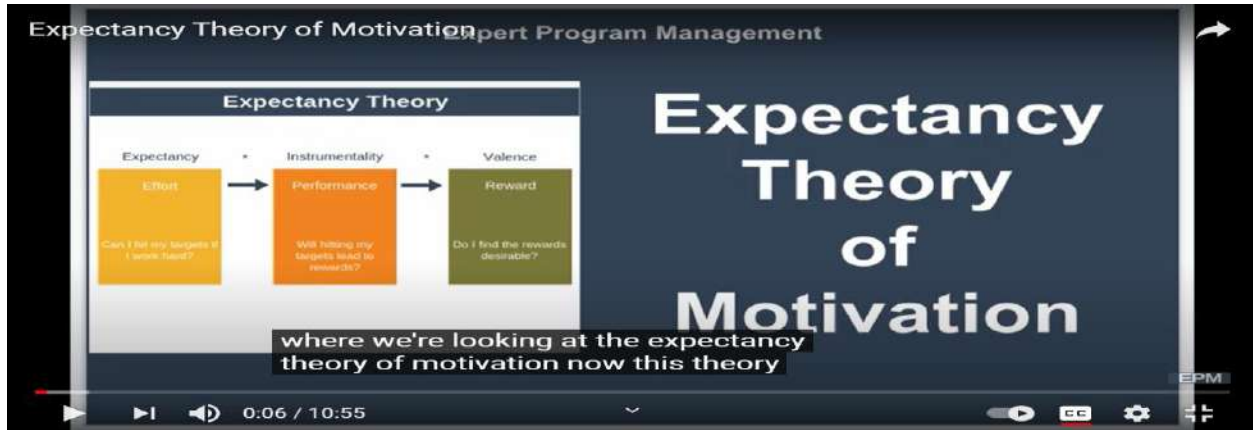 Expectancy Theory of Motivation
Expert Program Management
Expectancy Theory
Expectancy * Instrumentality * Valence
Effort
Performance
Reward
Can I hit my targets if
I work hard?
Will hitting my
targets lead to
rewards?
Do I find the rewards
desirable?
Expectancy
Theory
of
Motivation
where we're looking at the expectancy
theory of motivation now this theory
EPM
0:06 / 10:55
CC